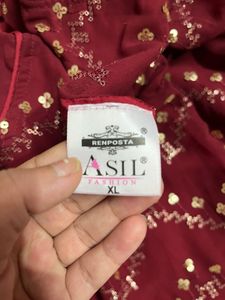 RENPOSTA ®
ASIL ®
FASHION
XL